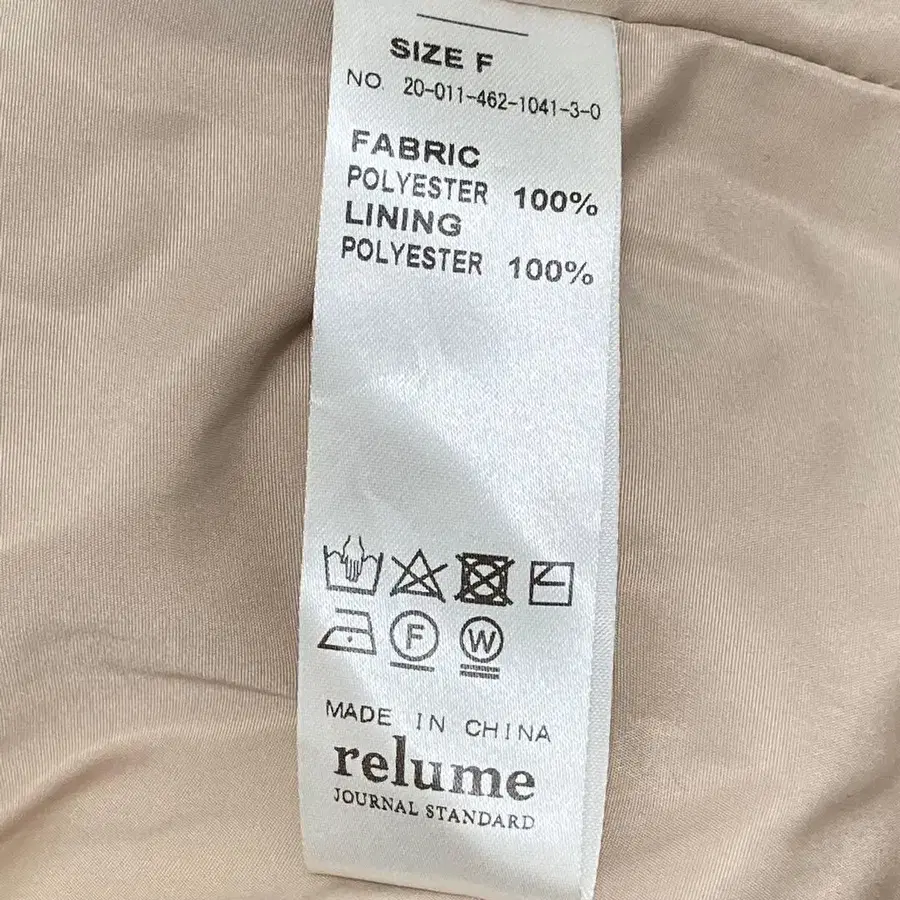 SIZE F
NO. 20-011-462-1041-3-0
FABRIC
POLYESTER 100%
LINING
POLYESTER 100%
F W
MADE IN CHINA
relume
JOURNAL STANDARD